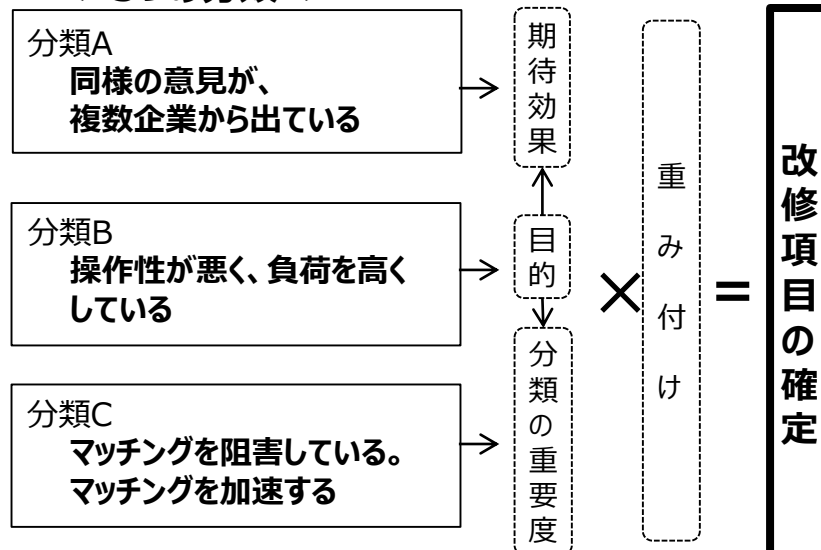 分類A
同様の意見が、
複数企業から出ている
分類B
操作性が悪く、負荷を高く
している
分類C
マッチングを阻害している。
マッチングを加速する
期待効果
目的
分類の重要度
×
重み付け
=
改修項目の確定